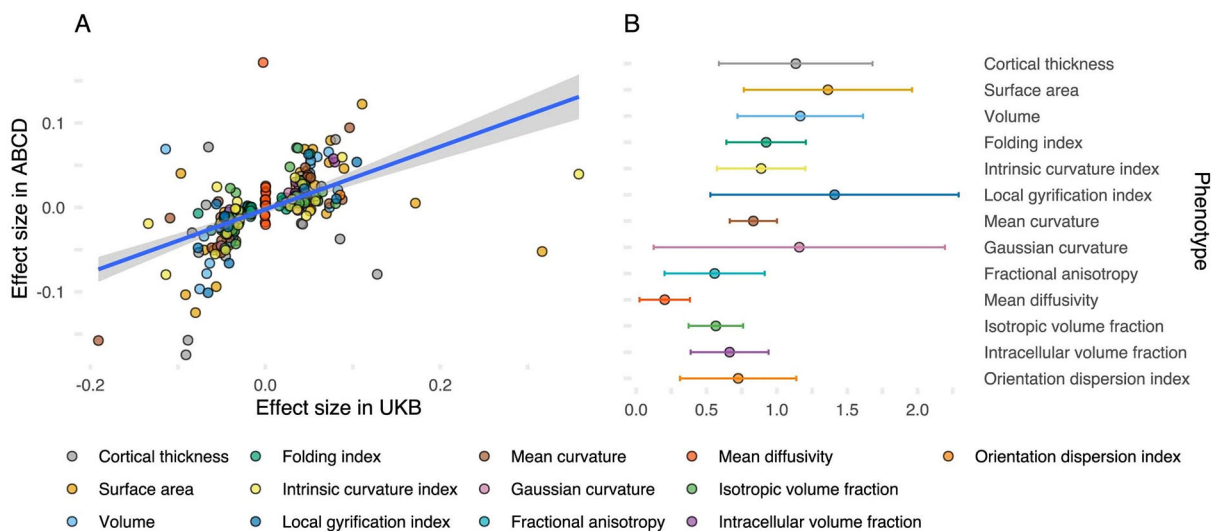 A
B
Effect size in ABCD
0.1
0.0
-0.1
-0.2
0.0
0.2
Effect size in UKB
Cortical thickness
Surface area
Volume
Folding index
Intrinsic curvature index
Local gyrification index
Mean curvature
Gaussian curvature
Fractional anisotropy
Mean diffusivity
Isotropic volume fraction
Intracellular volume fraction
Orientation dispersion index
Phenotype
0.0
0.5
1.0
1.5
2.0
Cortical thickness
Folding index
Mean curvature
Mean diffusivity
Orientation dispersion index
Surface area
Intrinsic curvature index
Gaussian curvature
Isotropic volume fraction
Volume
Local gyrification index
Fractional anisotropy
Intracellular volume fraction